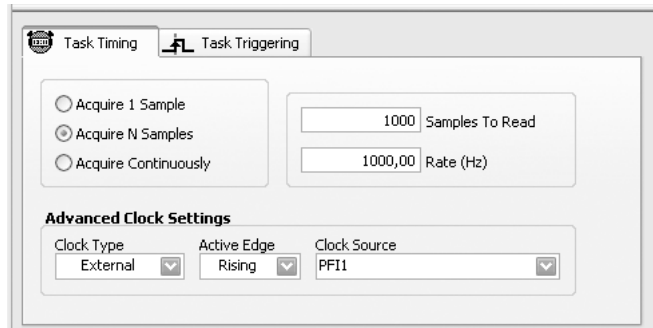 Task Timing Task Triggering
Acquire 1 Sample
Acquire N Samples
Acquire Continuously
1000 Samples To Read
1000,00 Rate (Hz)
Advanced Clock Settings
Clock Type Active Edge Clock Source
External Rising PFI1